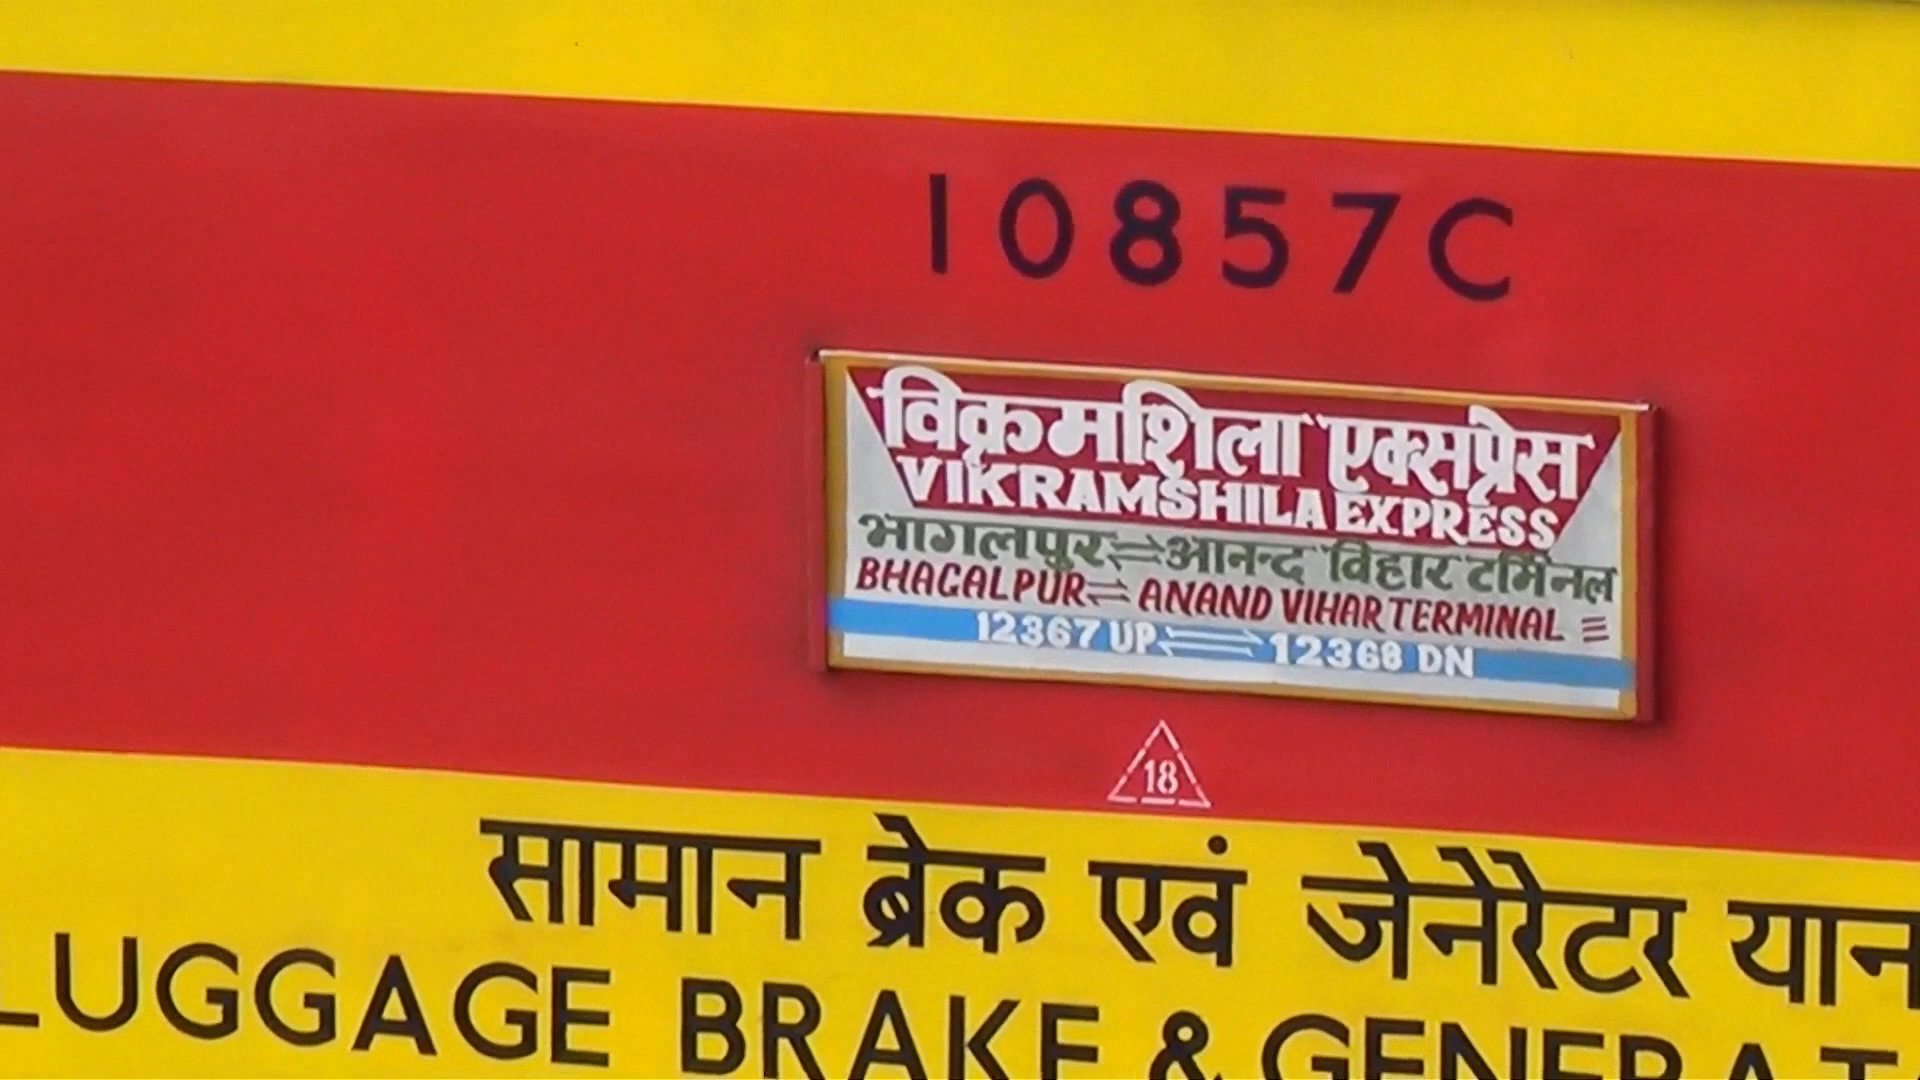 10857C
विक्रमशिला एक्सप्रेस
VIKRAMSHILA EXPRESS
भागलपुर⇌आनन्द विहार टर्मिनल
BHAGALPUR⇌ ANAND VIHAR TERMINAL
12367 UP⇌12368 DN
18
सामान ब्रेक एवं जेनेरेटर यान
LUGGAGE BRAKE & GENERAT